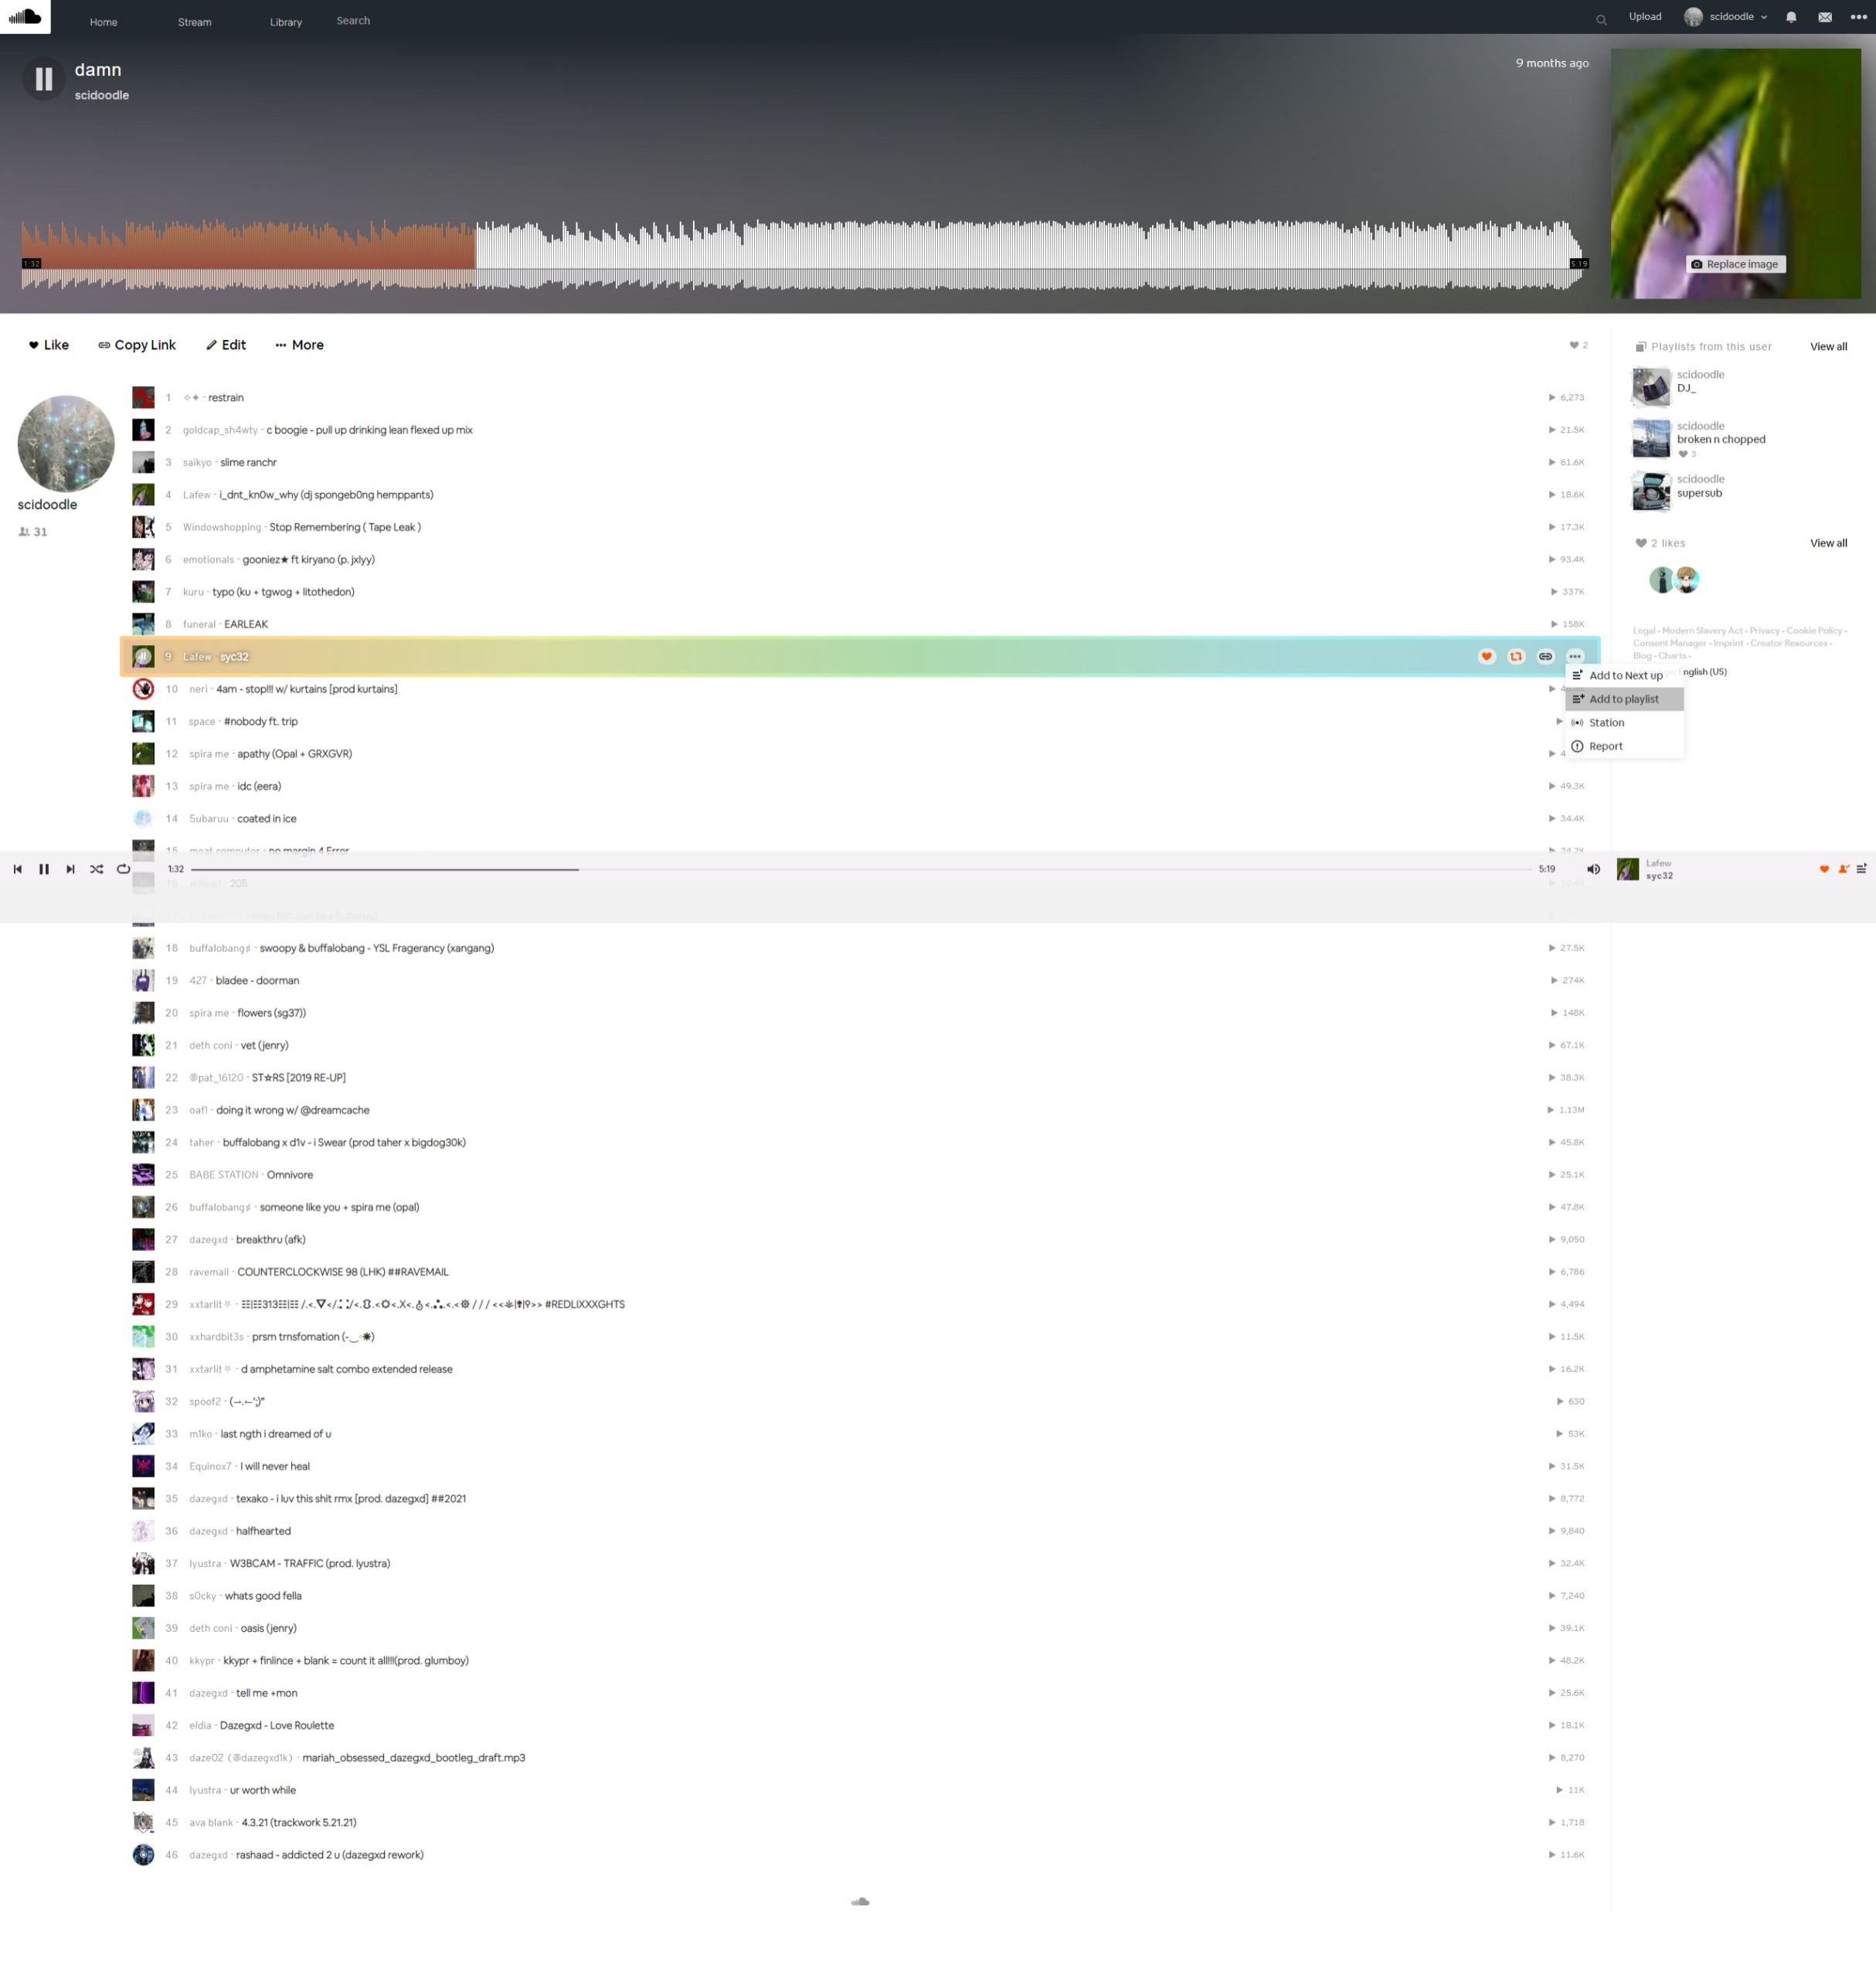 Home Stream Library Search Upload scidoodle
damn
9 months ago
scidoodle
1:32
5:19
Replace image
Like Copy Link Edit More
2
Playlists from this user View all
scidoodle
DJ_
scidoodle
broken n chopped
3
scidoodle
supersub
2 likes View all
Legal - Modern Slavery Act - Privacy - Cookie Policy -
Consent Manager - Imprint - Creator Resources -
Blog - Charts -
English (US)
scidoodle
31
1 ✧✦ - restrain 6,273
2 goldcap_sh4wty - c boogie - pull up drinking lean flexed up mix 21.5K
3 saikyo - slime ranchr 61.6K
4 Lafew - i_dnt_kn0w_why (dj spongeb0ng hemppants) 18.6K
5 Windowshopping - Stop Remembering ( Tape Leak ) 17.3K
6 emotionals - gooniez★ ft kiryano (p. jxlyy) 93.4K
7 kuru - typo (ku + tgwog + litothedon) 337K
8 funeral - EARLEAK 158K
9 Lafew - syc32
Add to Next up
Add to playlist
Station
Report
10 neri - 4am - stop!!! w/ kurtains [prod kurtains]
11 space - #nobody ft. trip
12 spira me - apathy (Opal + GRXGVR)
13 spira me - idc (eera) 49.3K
14 5ubaruu - coated in ice 34.4K
15 meat computer - no margin 4 Error 34.2K
1:32 5:19 Lafew
syc32
205
18 buffalobang♯ - swoopy & buffalobang - YSL Fragerancy (xangang) 27.5K
19 427 - bladee - doorman 274K
20 spira me - flowers (sg37)) 148K
21 deth coni - vet (jenry) 67.1K
22 @pat_16120 - ST☆RS [2019 RE-UP] 38.3K
23 oaf1 - doing it wrong w/ @dreamcache 1.13M
24 taher - buffalobang x d1v - i Swear (prod taher x bigdog30k) 45.8K
25 BABE STATION - Omnivore 25.1K
26 buffalobang♯ - someone like you + spira me (opal) 47.8K
27 dazegxd - breakthru (afk) 9,050
28 ravemail - COUNTERCLOCKWISE 98 (LHK) ##RAVEMAIL 6,786
29 xxtarlit - 313 #REDLIXXXGHTS 4,494
30 xxhardbit3s - prsm trnsfomation 11.5K
31 xxtarlit - d amphetamine salt combo extended release 16.2K
32 spoof2 - 630
33 m1ko - last ngth i dreamed of u 53K
34 Equinox7 - I will never heal 31.5K
35 dazegxd - texako - i luv this shit rmx [prod. dazegxd] ##2021 8,772
36 dazegxd - halfhearted 9,840
37 lyustra - W3BCAM - TRAFFIC (prod. lyustra) 32.4K
38 s0cky - whats good fella 7,240
39 deth coni - oasis (jenry) 39.1K
40 kkypr - kkypr + finlince + blank = count it all!!!(prod. glumboy) 48.2K
41 dazegxd - tell me +mon 25.6K
42 eldia - Dazegxd - Love Roulette 18.1K
43 daze02 (@dazegxd1k) - mariah_obsessed_dazegxd_bootleg_draft.mp3 8,270
44 lyustra - ur worth while 11K
45 ava blank - 4.3.21 (trackwork 5.21.21) 1,718
46 dazegxd - rashaad - addicted 2 u (dazegxd rework) 11.6K